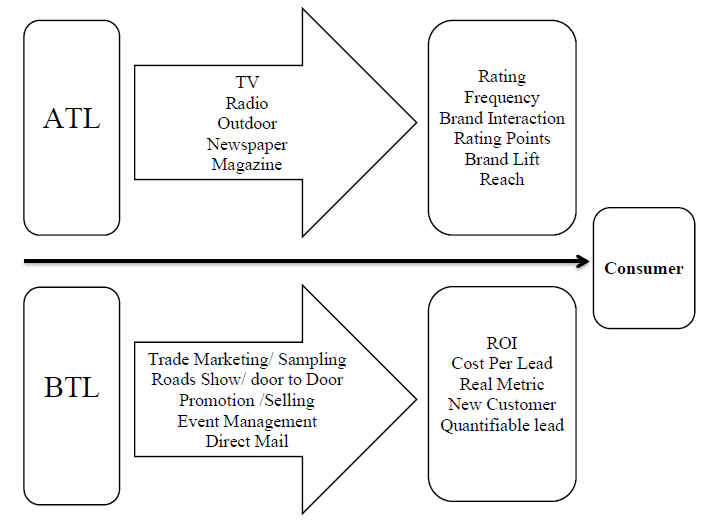 ATL
TV
Radio
Outdoor
Newspaper
Magazine
Rating
Frequency
Brand Interaction
Rating Points
Brand Lift
Reach
Consumer
BTL
Trade Marketing/ Sampling
Roads Show/ door to Door
Promotion /Selling
Event Management
Direct Mail
ROI
Cost Per Lead
Real Metric
New Customer
Quantifiable lead